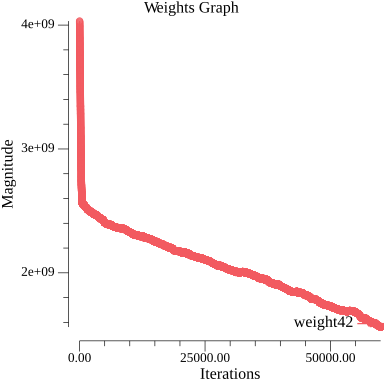 Weights Graph
4e+09
3e+09
2e+09
Magnitude
weight42
0.00
25000.00
50000.00
Iterations